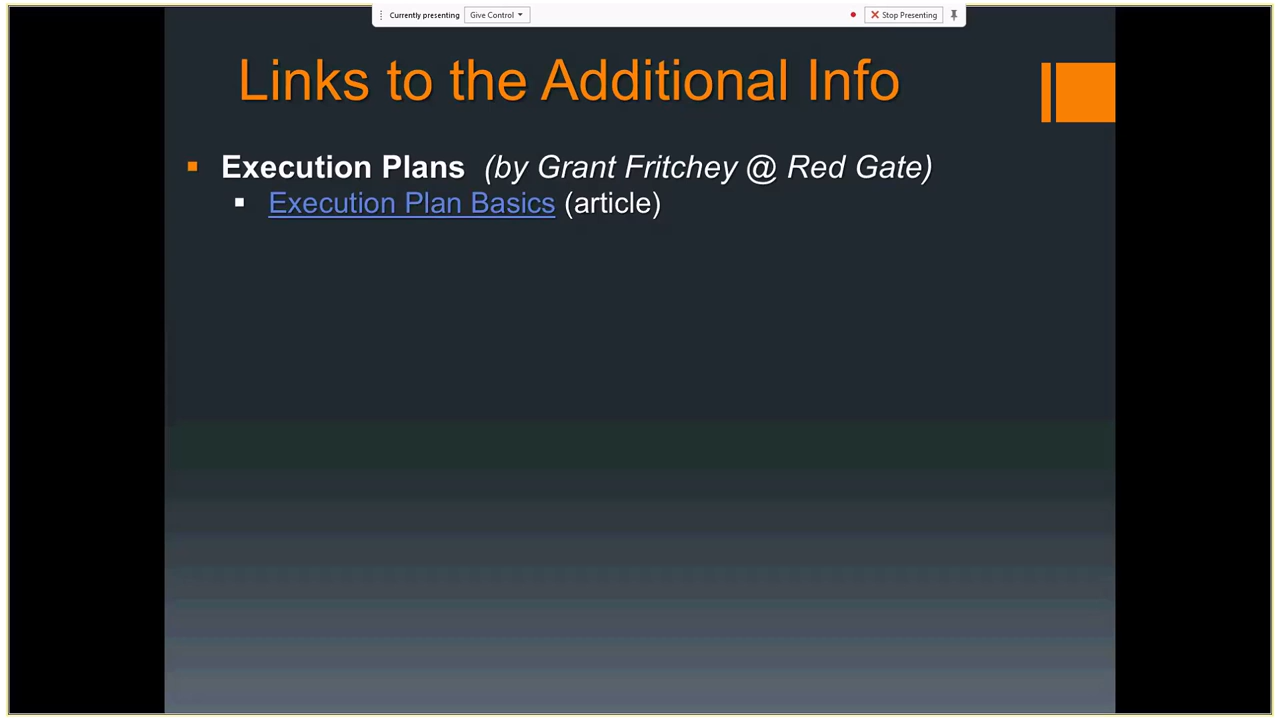 Currently presenting Give Control Stop Presenting
Links to the Additional Info
Execution Plans (by Grant Fritchey @ Red Gate)
Execution Plan Basics (article)